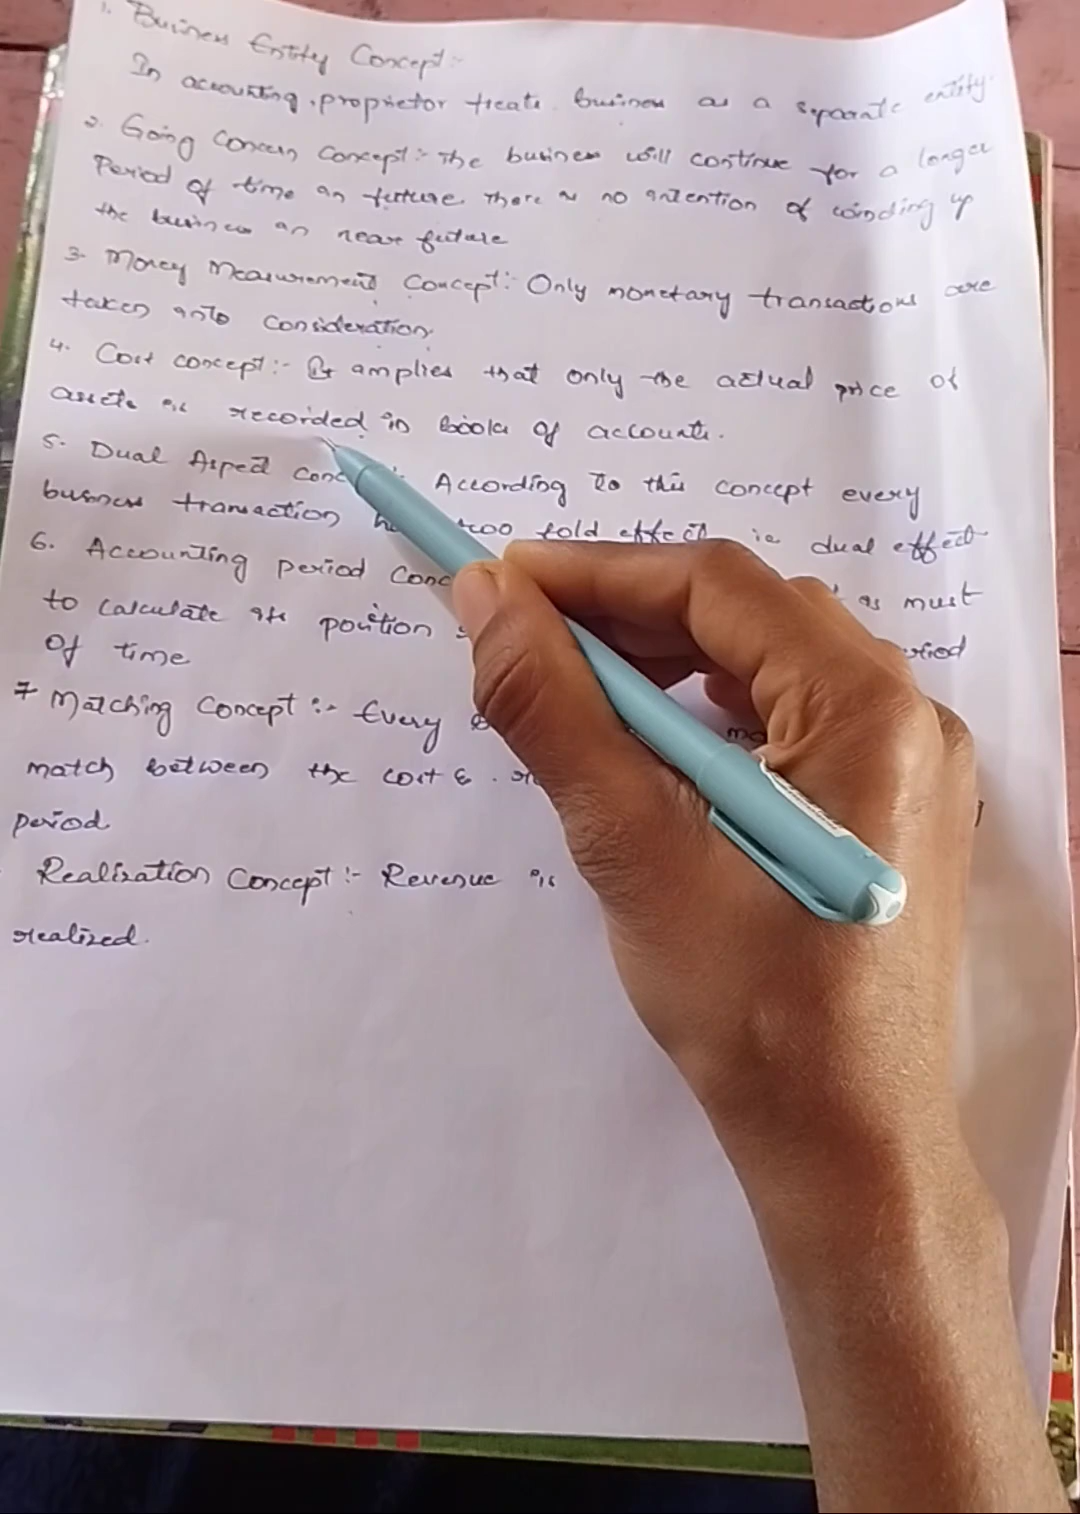 1. Business Entity Concept:-
In accounting, proprietor treats business as a separate entity.
2. Going Concern Concept:- The business will continue for a longer
Period of time in future. There is no intention of winding up
the business in near future
3. Money Measurement Concept:- Only monetary transactions are
taken into consideration.
4. Cost concept:- It implies that only the actual price of
assets is recorded in books of accounts.
5. Dual Aspect According to this concept every
business transaction two fold effect ie dual effect
6. Accounting period is must
to calculate its position
Of time
7 Matching Concept:- Every
match between the cost &
period.
Realization Concept:- Revenue is
realized.